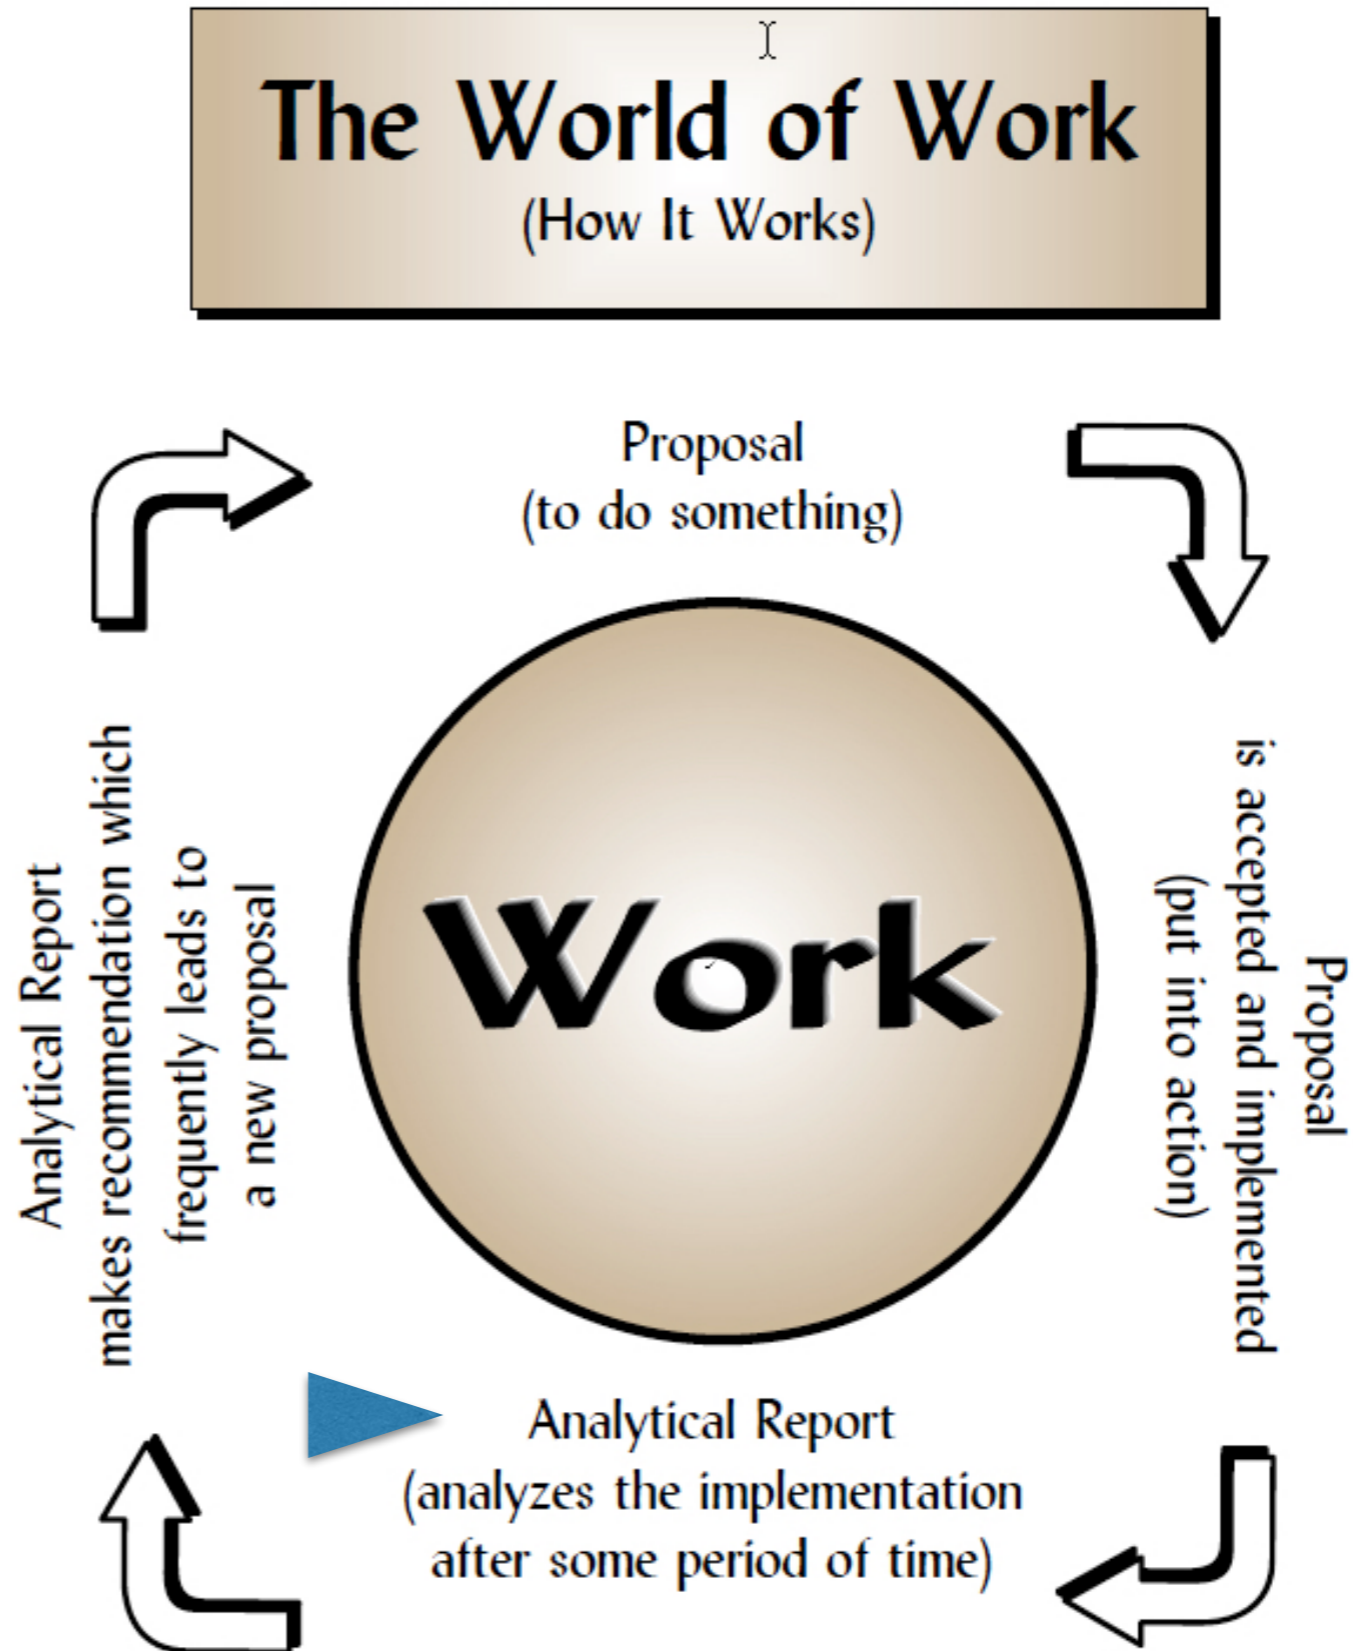 The World of Work
(How It Works)
Proposal
(to do something)
Proposal
is accepted and implemented
(put into action)
Analytical Report
(analyzes the implementation
after some period of time)
Analytical Report
makes recommendation which
frequently leads to
a new proposal
Work